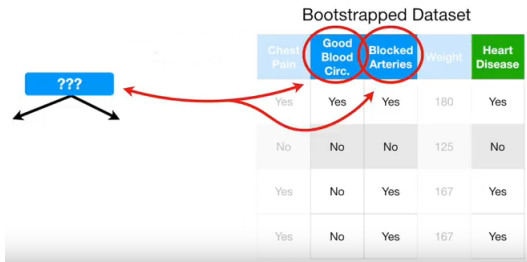 Bootstrapped Dataset
Chest Pain
Good Blood Circ.
Blocked Arteries
Weight
Heart Disease
???
Yes Yes Yes 180 Yes
No No No 125 No
Yes No Yes 167 Yes
Yes No Yes 167 Yes